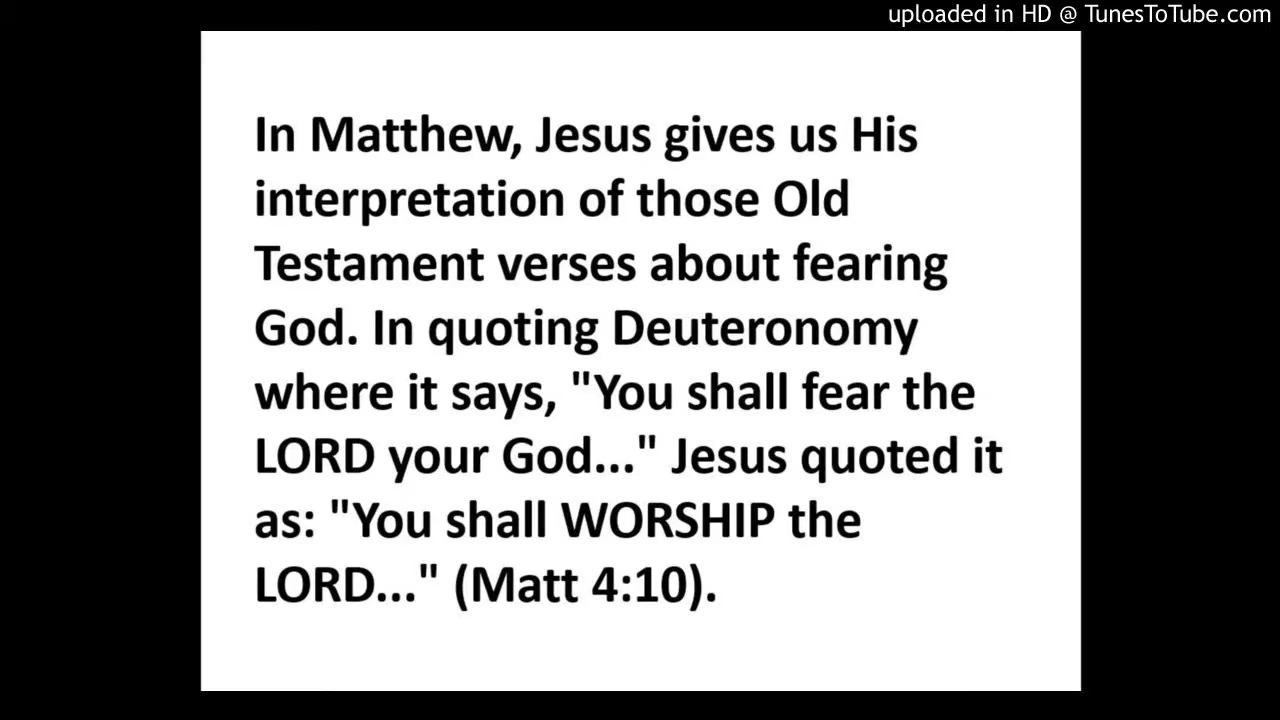 uploaded in HD @ TunesToTube.com
In Matthew, Jesus gives us His
interpretation of those Old
Testament verses about fearing
God. In quoting Deuteronomy
where it says, "You shall fear the
LORD your God..." Jesus quoted it
as: "You shall WORSHIP the
LORD..." (Matt 4:10).